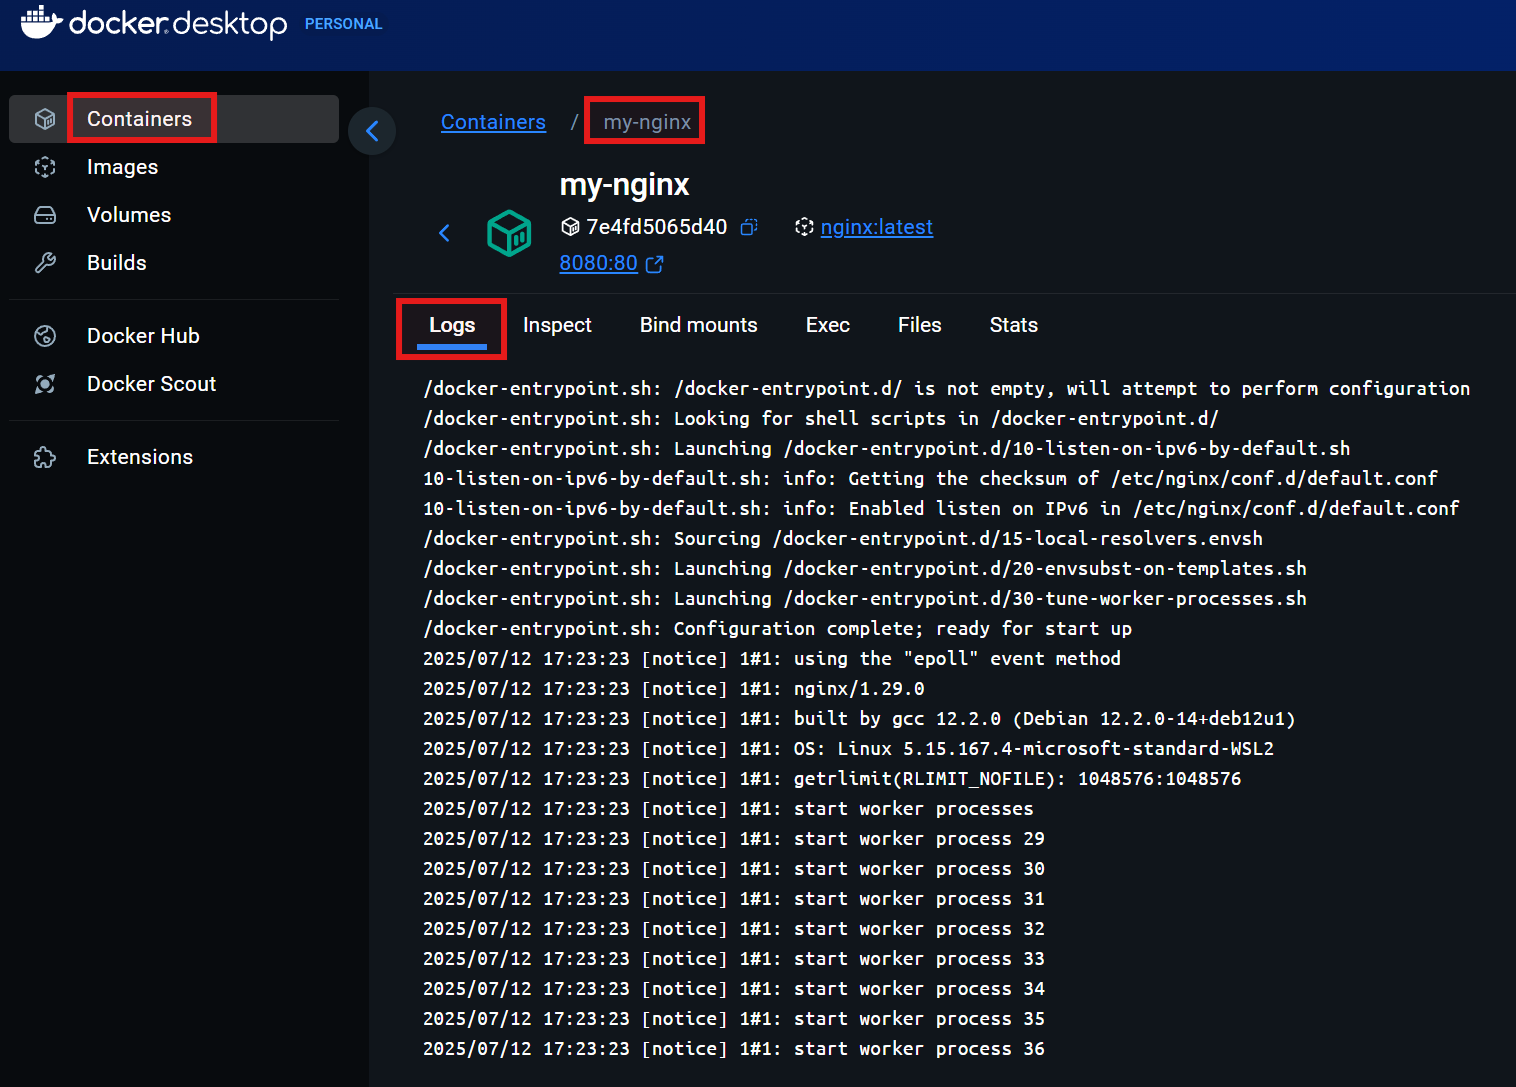 docker desktop PERSONAL
Containers
Images
Volumes
Builds
Docker Hub
Docker Scout
Extensions
Containers / my-nginx
my-nginx
7e4fd5065d40 nginx:latest
8080:80
Logs Inspect Bind mounts Exec Files Stats
/docker-entrypoint.sh: /docker-entrypoint.d/ is not empty, will attempt to perform configuration
/docker-entrypoint.sh: Looking for shell scripts in /docker-entrypoint.d/
/docker-entrypoint.sh: Launching /docker-entrypoint.d/10-listen-on-ipv6-by-default.sh
10-listen-on-ipv6-by-default.sh: info: Getting the checksum of /etc/nginx/conf.d/default.conf
10-listen-on-ipv6-by-default.sh: info: Enabled listen on IPv6 in /etc/nginx/conf.d/default.conf
/docker-entrypoint.sh: Sourcing /docker-entrypoint.d/15-local-resolvers.envsh
/docker-entrypoint.sh: Launching /docker-entrypoint.d/20-envsubst-on-templates.sh
/docker-entrypoint.sh: Launching /docker-entrypoint.d/30-tune-worker-processes.sh
/docker-entrypoint.sh: Configuration complete; ready for start up
2025/07/12 17:23:23 [notice] 1#1: using the "epoll" event method
2025/07/12 17:23:23 [notice] 1#1: nginx/1.29.0
2025/07/12 17:23:23 [notice] 1#1: built by gcc 12.2.0 (Debian 12.2.0-14+deb12u1)
2025/07/12 17:23:23 [notice] 1#1: OS: Linux 5.15.167.4-microsoft-standard-WSL2
2025/07/12 17:23:23 [notice] 1#1: getrlimit(RLIMIT_NOFILE): 1048576:1048576
2025/07/12 17:23:23 [notice] 1#1: start worker processes
2025/07/12 17:23:23 [notice] 1#1: start worker process 29
2025/07/12 17:23:23 [notice] 1#1: start worker process 30
2025/07/12 17:23:23 [notice] 1#1: start worker process 31
2025/07/12 17:23:23 [notice] 1#1: start worker process 32
2025/07/12 17:23:23 [notice] 1#1: start worker process 33
2025/07/12 17:23:23 [notice] 1#1: start worker process 34
2025/07/12 17:23:23 [notice] 1#1: start worker process 35
2025/07/12 17:23:23 [notice] 1#1: start worker process 36